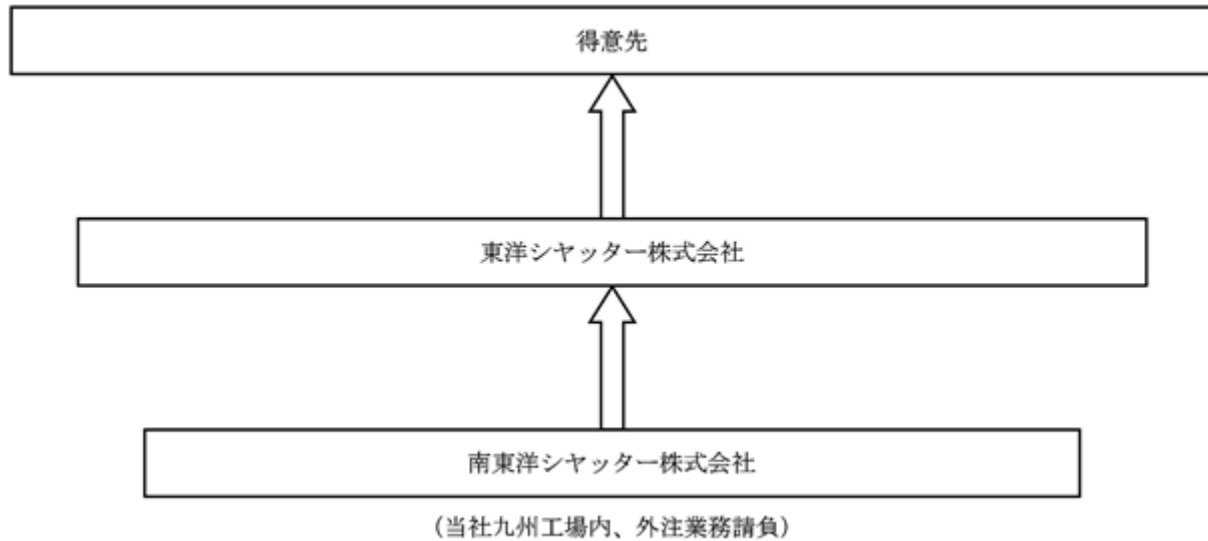 得意先
東洋シヤッター株式会社
南東洋シヤッター株式会社
（当社九州工場内、外注業務請負）